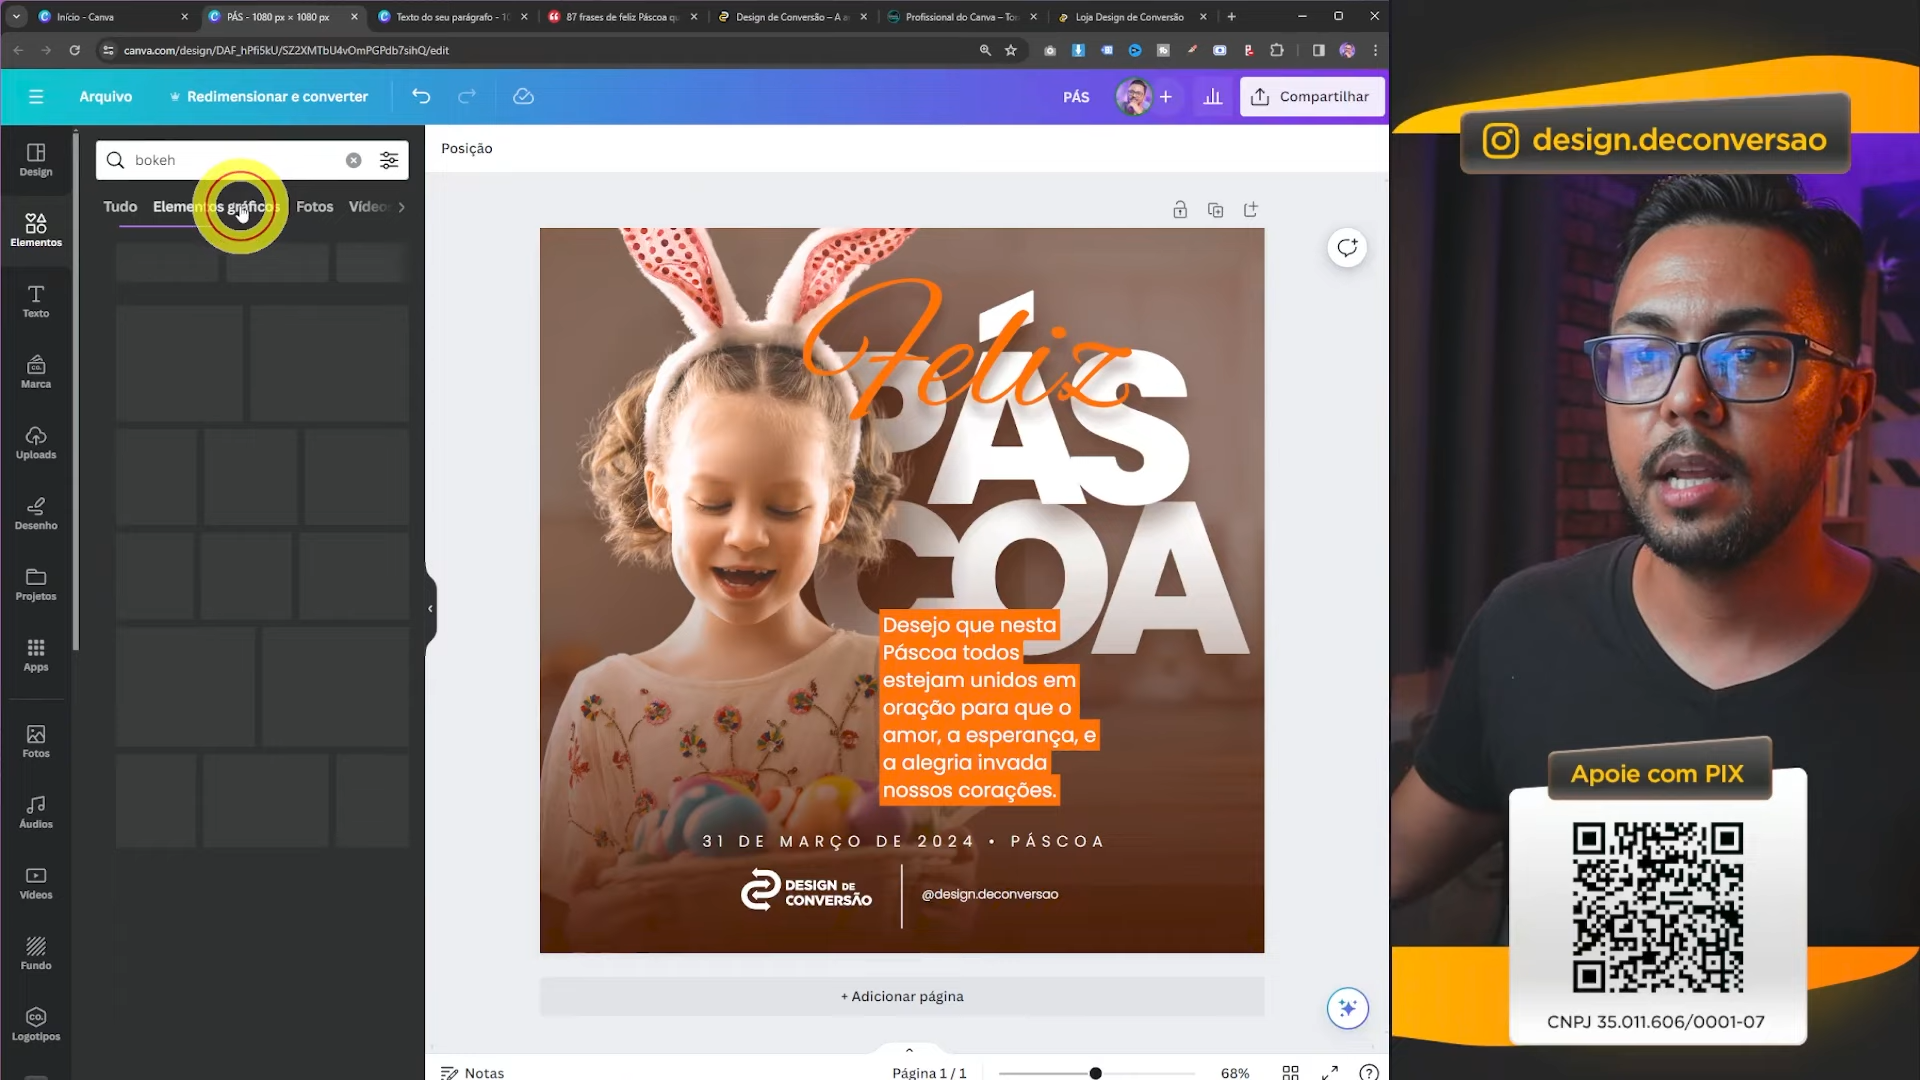 Início - Canva
PÁS - 1080 px × 1080 px
Texto do seu parágrafo - 10
87 frases de feliz Páscoa qu
Design de Conversão – A a
Profissional do Canva – Tor
Loja Design de Conversão
canva.com/design/DAF_hPfi5kU/SZ2XMTbU4vOmPGPdb7sihQ/edit
Arquivo
Redimensionar e converter
PÁS
Compartilhar
Design
Elementos
Texto
Marca
Uploads
Desenho
Projetos
Apps
Fotos
Áudios
Vídeos
Fundo
Logotipos
bokeh
Tudo
Elementos gráficos
Fotos
Vídeos
Posição
Feliz
PÁS
COA
Desejo que nesta
Páscoa todos
estejam unidos em
oração para que o
amor, a esperança, e
a alegria invada
nossos corações.
31 DE MARÇO DE 2024 • PÁSCOA
DESIGN DE
CONVERSÃO
@design.deconversao
+ Adicionar página
Notas
Página 1 / 1
68%
design.deconversao
Apoie com PIX
CNPJ 35.011.606/0001-07